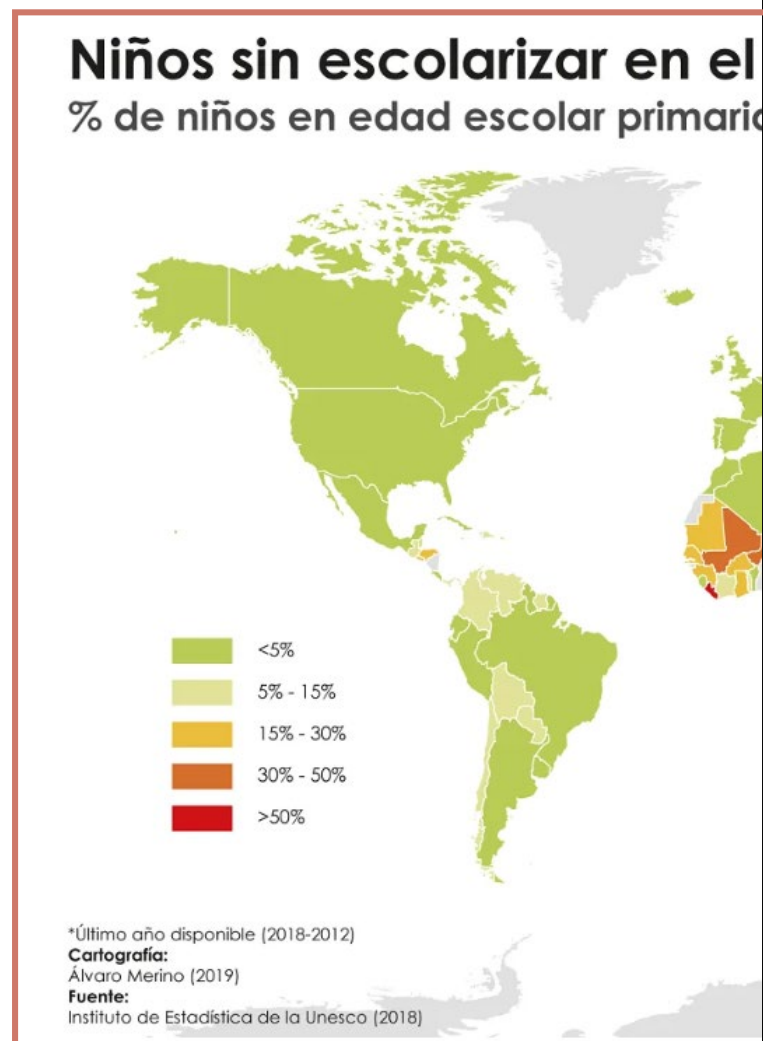 Niños sin escolarizar en el
% de niños en edad escolar primaria
<5%
5% - 15%
15% - 30%
30% - 50%
>50%
*Último año disponible (2018-2012)
Cartografía:
Álvaro Merino (2019)
Fuente:
Instituto de Estadística de la Unesco (2018)